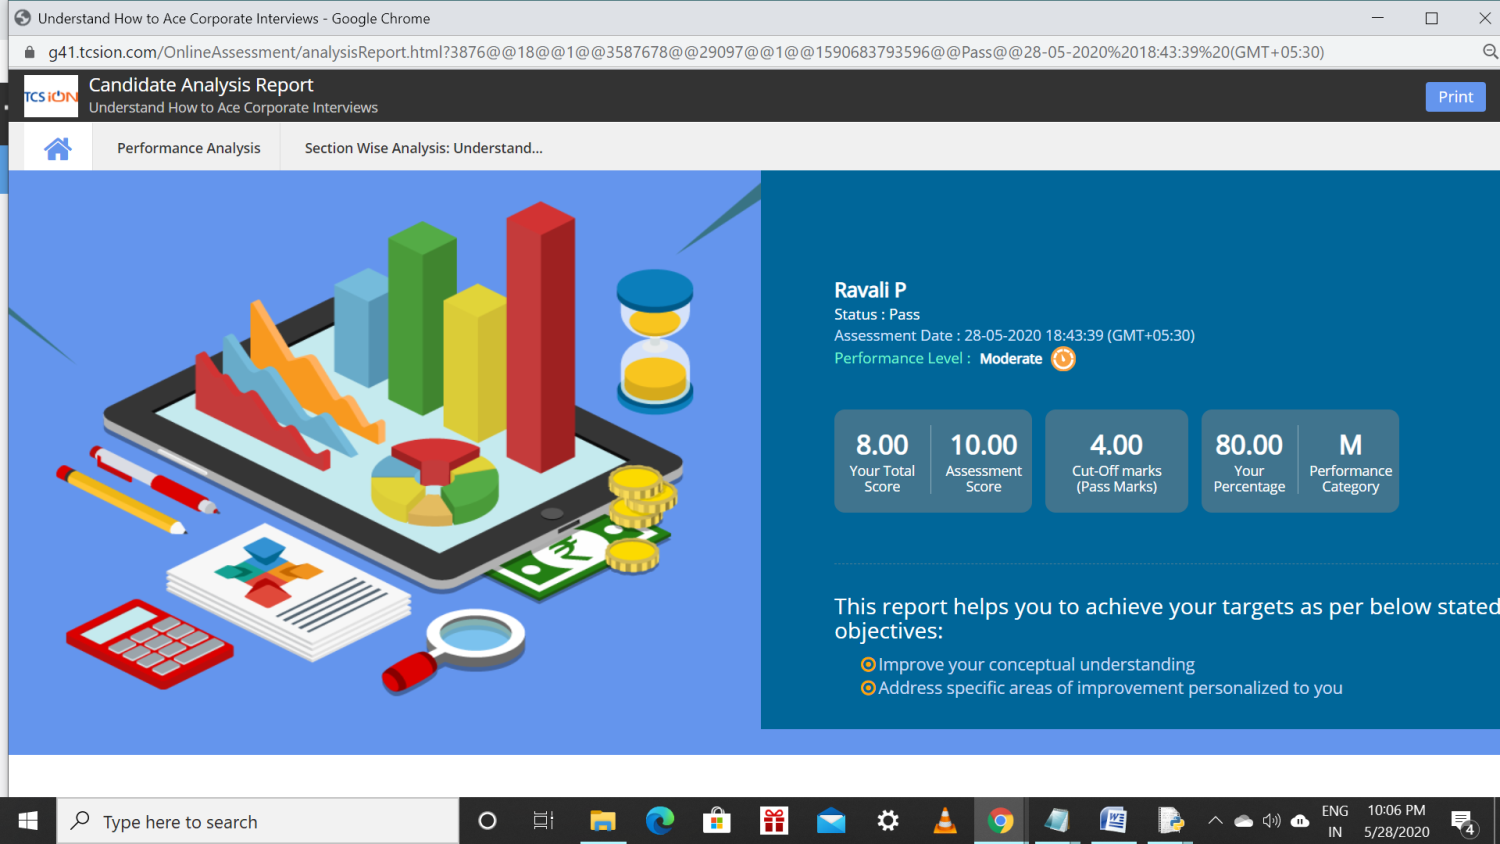 Understand How to Ace Corporate Interviews - Google Chrome
g41.tcsion.com/OnlineAssessment/analysisReport.html?3876@@18@@1@@3587678@@29097@@1@@1590683793596@@Pass@@28-05-2020%2018:43:39%20(GMT+05:30)
TCS iON
Candidate Analysis Report
Understand How to Ace Corporate Interviews
Print
Performance Analysis
Section Wise Analysis: Understand...
Ravali P
Status : Pass
Assessment Date : 28-05-2020 18:43:39 (GMT+05:30)
Performance Level : Moderate
8.00
Your Total
Score
10.00
Assessment
Score
4.00
Cut-Off marks
(Pass Marks)
80.00
Your
Percentage
M
Performance
Category
This report helps you to achieve your targets as per below stated
objectives:
Improve your conceptual understanding
Address specific areas of improvement personalized to you
₹
Type here to search
ENG
IN
10:06 PM
5/28/2020
4